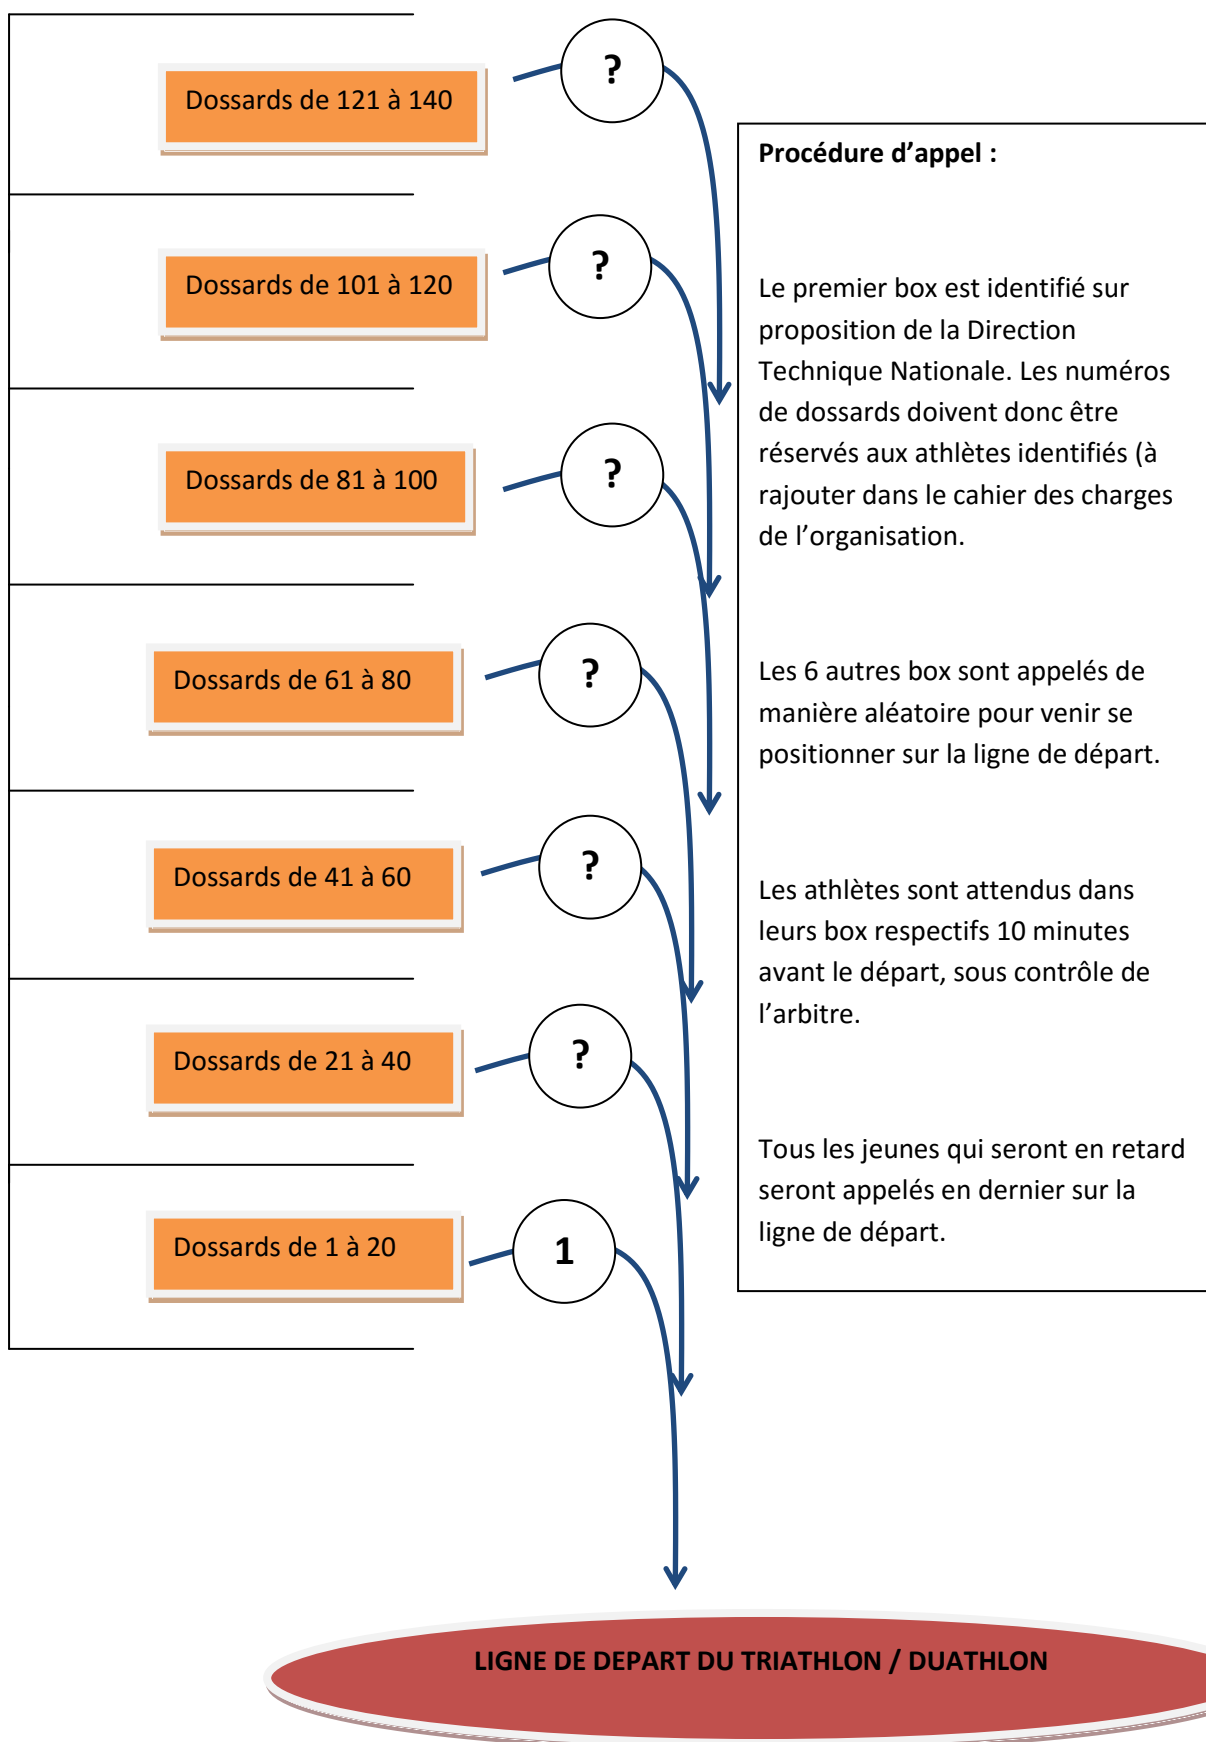 Dossards de 121 à 140
?
Dossards de 101 à 120
?
Dossards de 81 à 100
?
Dossards de 61 à 80
?
Dossards de 41 à 60
?
Dossards de 21 à 40
?
Dossards de 1 à 20
1
Procédure d’appel :
Le premier box est identifié sur
proposition de la Direction
Technique Nationale. Les numéros
de dossards doivent donc être
réservés aux athlètes identifiés (à
rajouter dans le cahier des charges
de l’organisation.
Les 6 autres box sont appelés de
manière aléatoire pour venir se
positionner sur la ligne de départ.
Les athlètes sont attendus dans
leurs box respectifs 10 minutes
avant le départ, sous contrôle de
l’arbitre.
Tous les jeunes qui seront en retard
seront appelés en dernier sur la
ligne de départ.
LIGNE DE DEPART DU TRIATHLON / DUATHLON